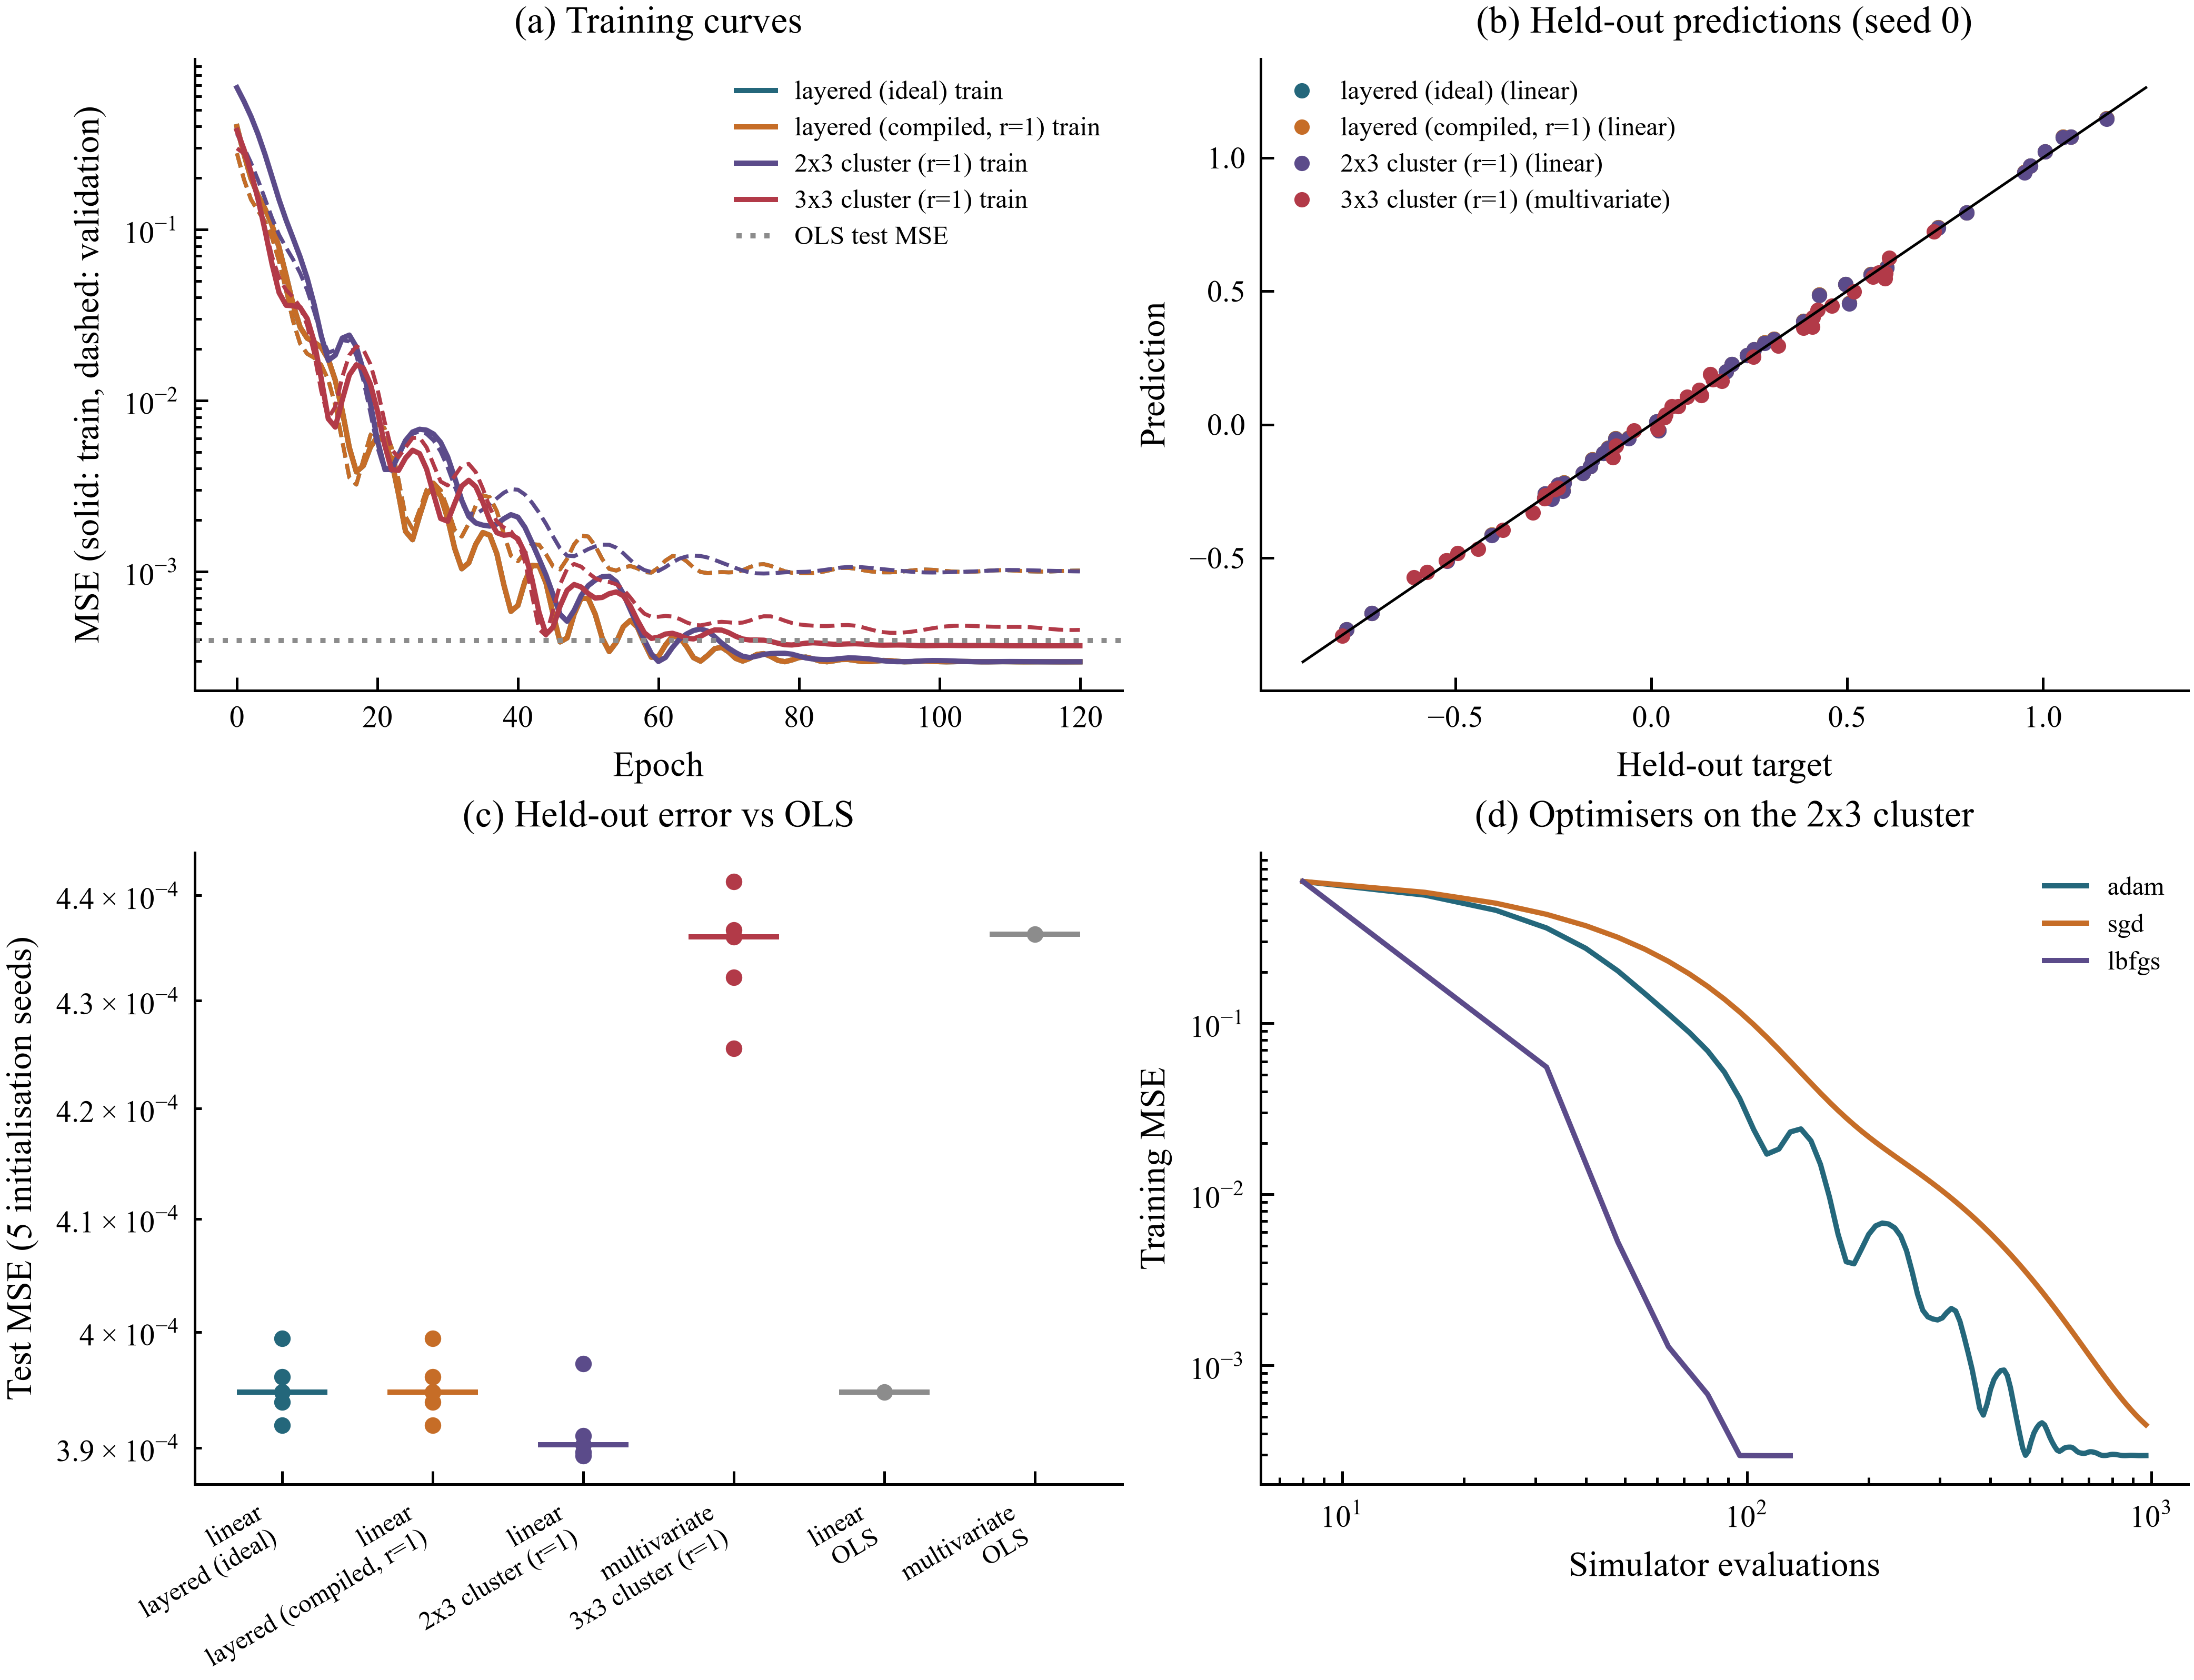 (a) Training curves
MSE (solid: train, dashed: validation)
10⁻¹
10⁻²
10⁻³
layered (ideal) train
layered (compiled, r=1) train
2x3 cluster (r=1) train
3x3 cluster (r=1) train
OLS test MSE
0 20 40 60 80 100 120
Epoch
(b) Held-out predictions (seed 0)
Prediction
1.0
0.5
0.0
−0.5
layered (ideal) (linear)
layered (compiled, r=1) (linear)
2x3 cluster (r=1) (linear)
3x3 cluster (r=1) (multivariate)
−0.5 0.0 0.5 1.0
Held-out target
(c) Held-out error vs OLS
Test MSE (5 initialisation seeds)
4.4 × 10⁻⁴
4.3 × 10⁻⁴
4.2 × 10⁻⁴
4.1 × 10⁻⁴
4 × 10⁻⁴
3.9 × 10⁻⁴
linear
layered (ideal)
linear
layered (compiled, r=1)
linear
2x3 cluster (r=1)
multivariate
3x3 cluster (r=1)
linear
OLS
multivariate
OLS
(d) Optimisers on the 2x3 cluster
Training MSE
10⁻¹
10⁻²
10⁻³
adam
sgd
lbfgs
10¹ 10² 10³
Simulator evaluations